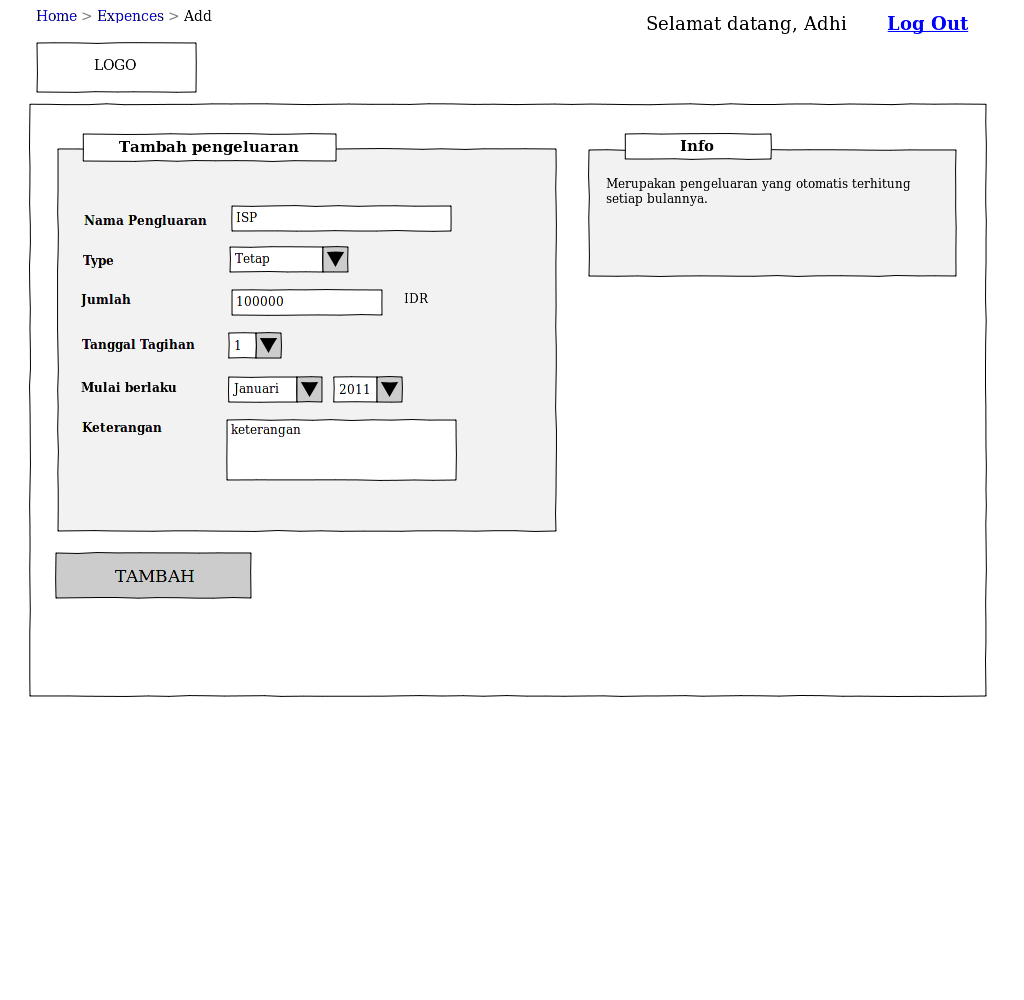 Home > Expences > Add
Selamat datang, Adhi Log Out
LOGO
Tambah pengeluaran
Nama Pengluaran ISP
Type Tetap
Jumlah 100000 IDR
Tanggal Tagihan 1
Mulai berlaku Januari 2011
Keterangan keterangan
TAMBAH
Info
Merupakan pengeluaran yang otomatis terhitung
setiap bulannya.